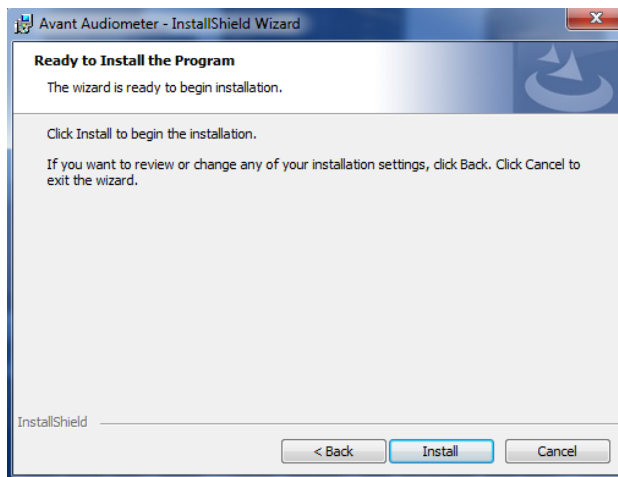 Avant Audiometer - InstallShield Wizard
Ready to Install the Program
The wizard is ready to begin installation.
Click Install to begin the installation.
If you want to review or change any of your installation settings, click Back. Click Cancel to
exit the wizard.
InstallShield
< Back
Install
Cancel